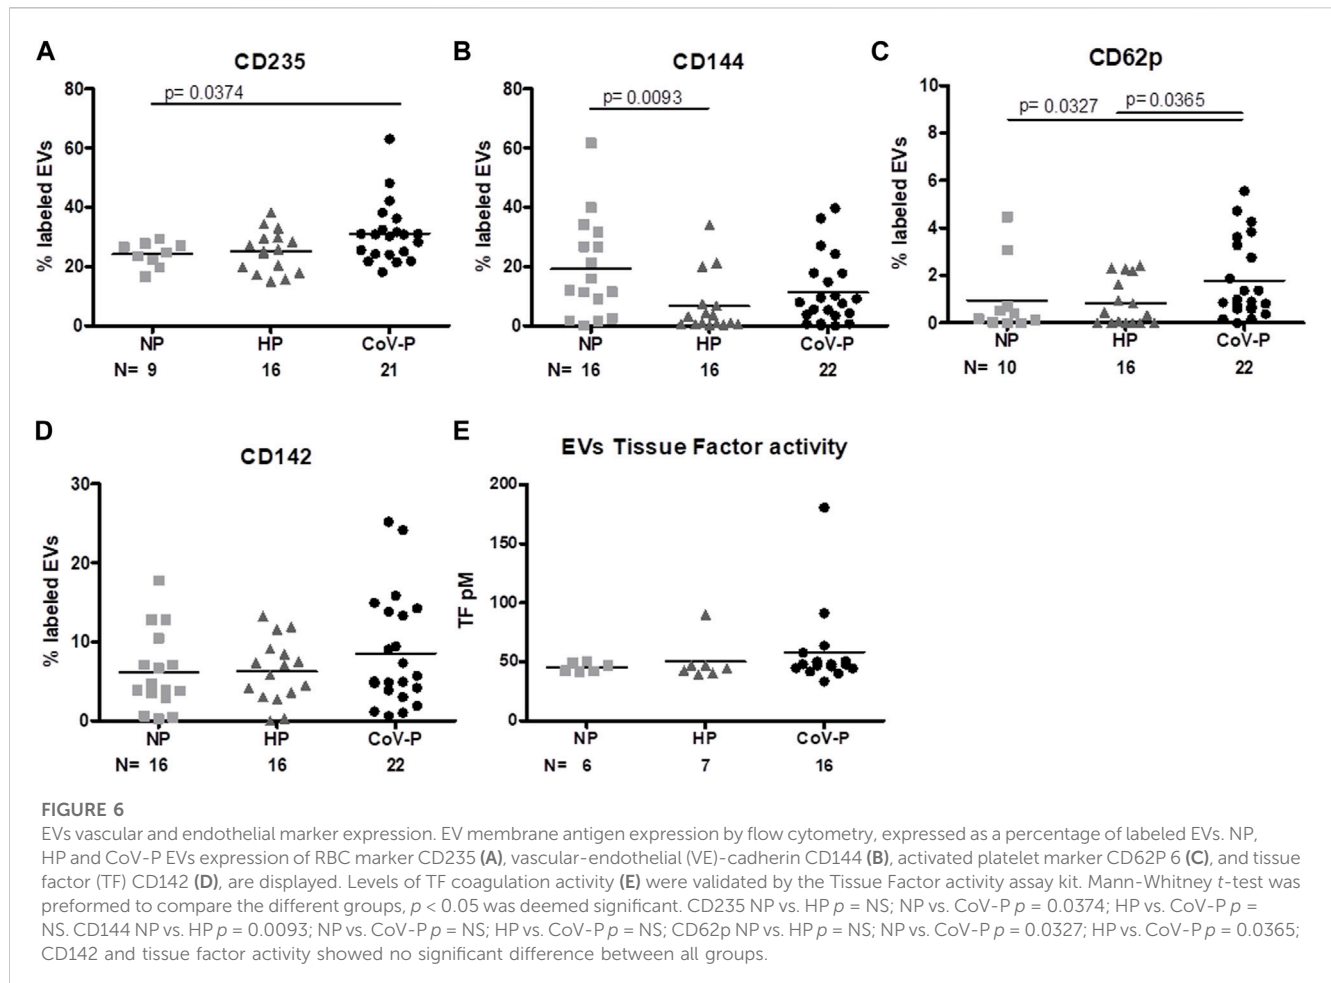 A
CD235
p= 0.0374
80
60
40
20
0
% labeled EVs
NP
HP
CoV-P
N= 9
16
21
B
CD144
p= 0.0093
80
60
40
20
0
% labeled EVs
NP
HP
CoV-P
N= 16
16
22
C
CD62p
p= 0.0327
p= 0.0365
10
8
6
4
2
0
% labeled EVs
NP
HP
CoV-P
N= 10
16
22
D
CD142
30
20
10
0
% labeled EVs
NP
HP
CoV-P
N= 16
16
22
E
EVs Tissue Factor activity
200
150
100
50
0
TF pM
NP
HP
CoV-P
N= 6
7
16
FIGURE 6
EVs vascular and endothelial marker expression. EV membrane antigen expression by flow cytometry, expressed as a percentage of labeled EVs. NP,
HP and CoV-P EVs expression of RBC marker CD235 (A), vascular-endothelial (VE)-cadherin CD144 (B), activated platelet marker CD62P 6 (C), and tissue
factor (TF) CD142 (D), are displayed. Levels of TF coagulation activity (E) were validated by the Tissue Factor activity assay kit. Mann-Whitney t-test was
preformed to compare the different groups, p < 0.05 was deemed significant. CD235 NP vs. HP p = NS; NP vs. CoV-P p = 0.0374; HP vs. CoV-P p =
NS. CD144 NP vs. HP p = 0.0093; NP vs. CoV-P p = NS; HP vs. CoV-P p = NS; CD62p NP vs. HP p = NS; NP vs. CoV-P p = 0.0327; HP vs. CoV-P p = 0.0365;
CD142 and tissue factor activity showed no significant difference between all groups.